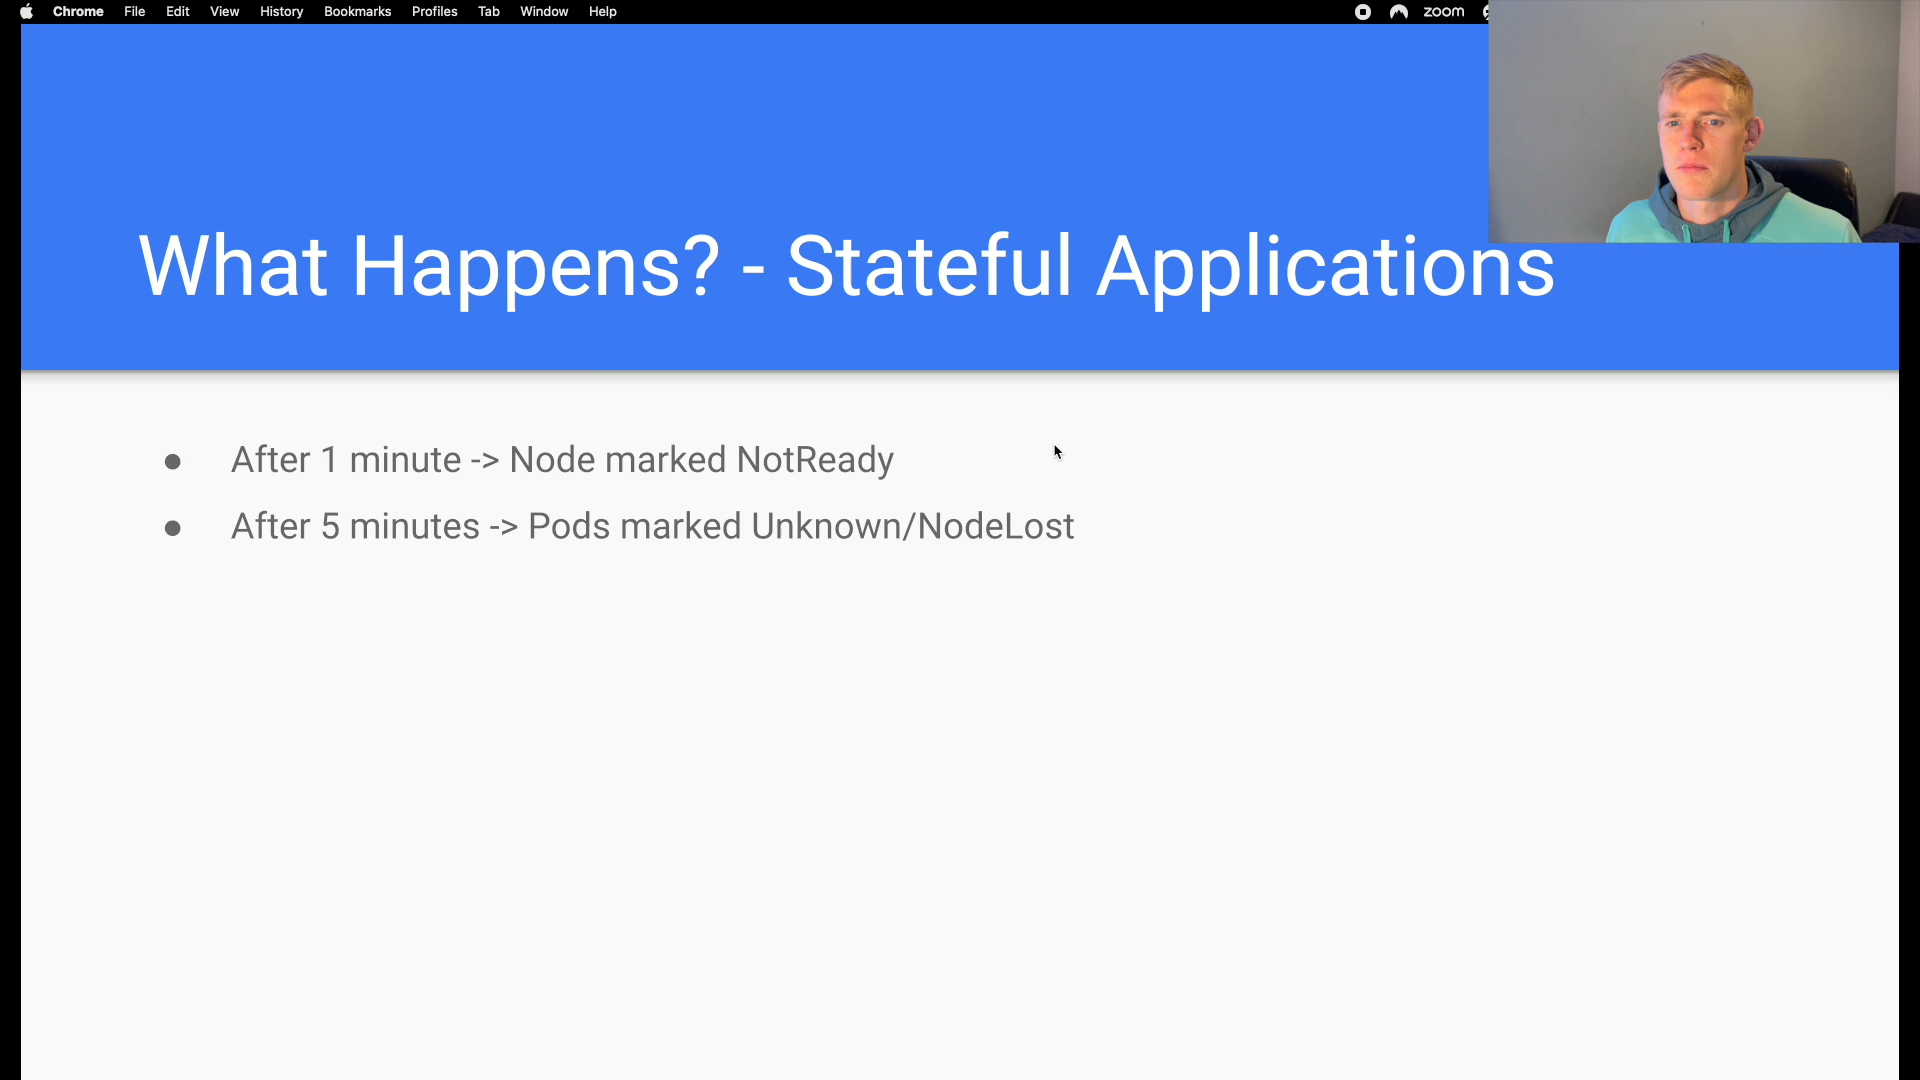 Chrome File Edit View History Bookmarks Profiles Tab Window Help zoom
What Happens? - Stateful Applications
● After 1 minute -> Node marked NotReady
● After 5 minutes -> Pods marked Unknown/NodeLost